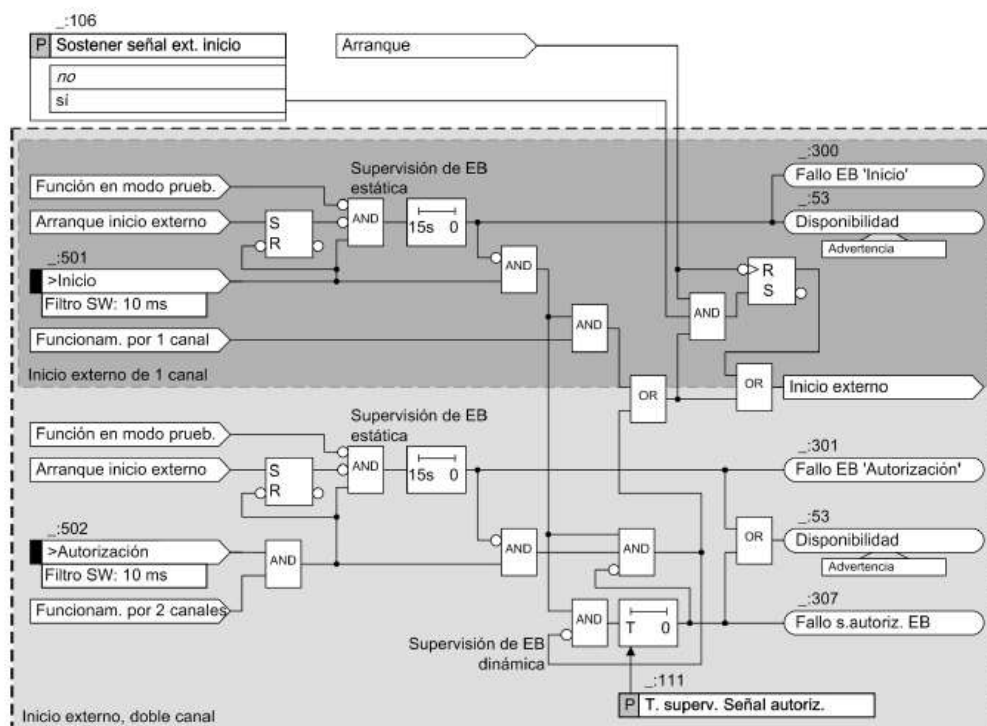 _:106
P Sostener señal ext. inicio
no
sí
Arranque
Función en modo prueb.
Supervisión de EB
estática
AND
15s 0
_:300
Fallo EB 'Inicio'
Arranque inicio externo
S
R
_:53
Disponibilidad
Advertencia
_:501
>Inicio
Filtro SW: 10 ms
AND
AND
R
S
Funcionam. por 1 canal
AND
Inicio externo de 1 canal
OR
OR
Inicio externo
Función en modo prueb.
Supervisión de EB
estática
AND
15s 0
_:301
Fallo EB 'Autorización'
Arranque inicio externo
S
R
_:502
>Autorización
Filtro SW: 10 ms
AND
AND
AND
OR
_:53
Disponibilidad
Advertencia
Funcionam. por 2 canales
AND
T 0
_:307
Fallo s.autoriz. EB
Supervisión de EB
dinámica
_:111
P T. superv. Señal autoriz.
Inicio externo, doble canal